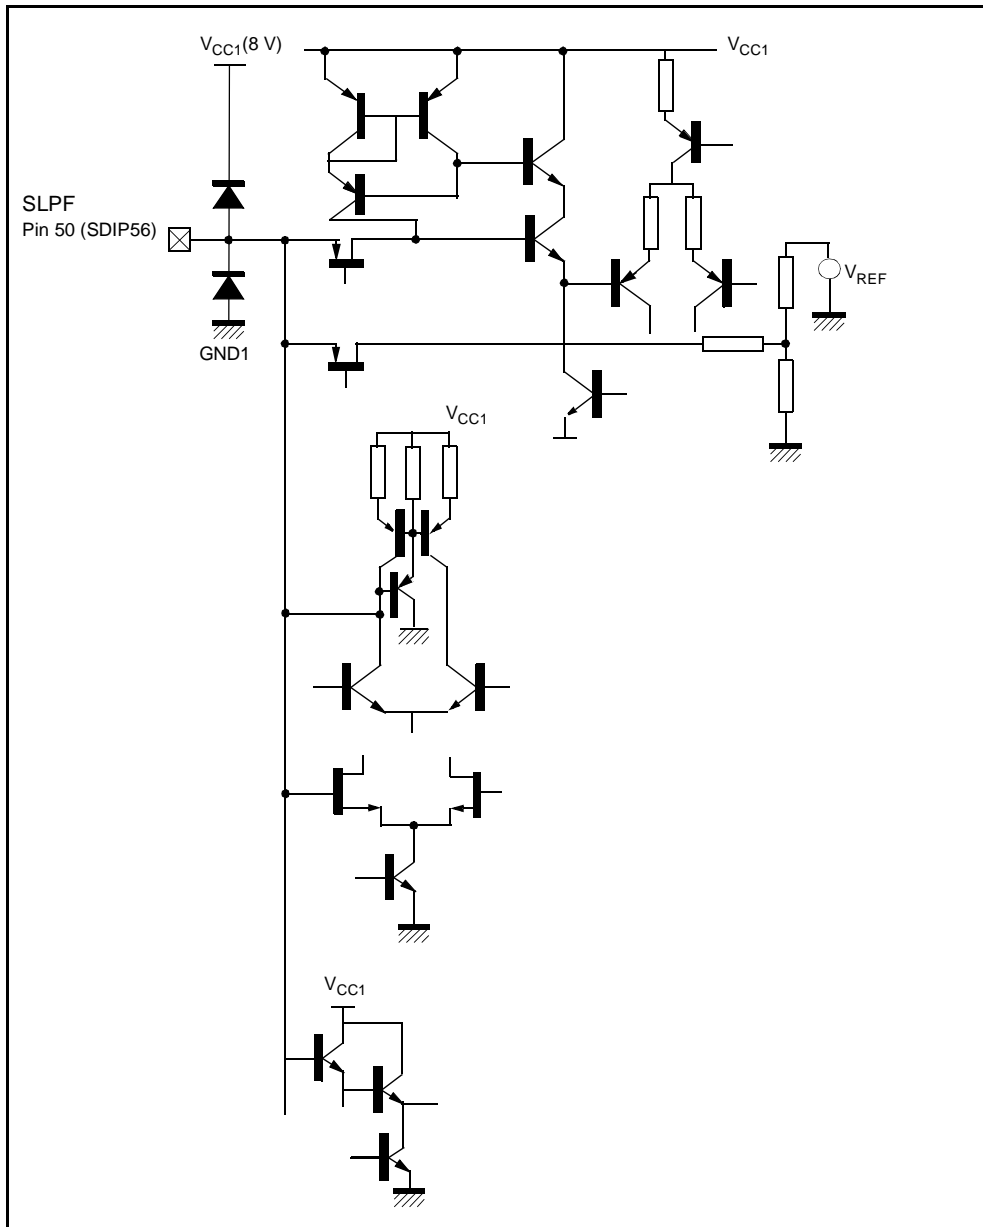 VCC1(8 V)
VCC1
SLPF
Pin 50 (SDIP56)
VREF
GND1
VCC1
VCC1